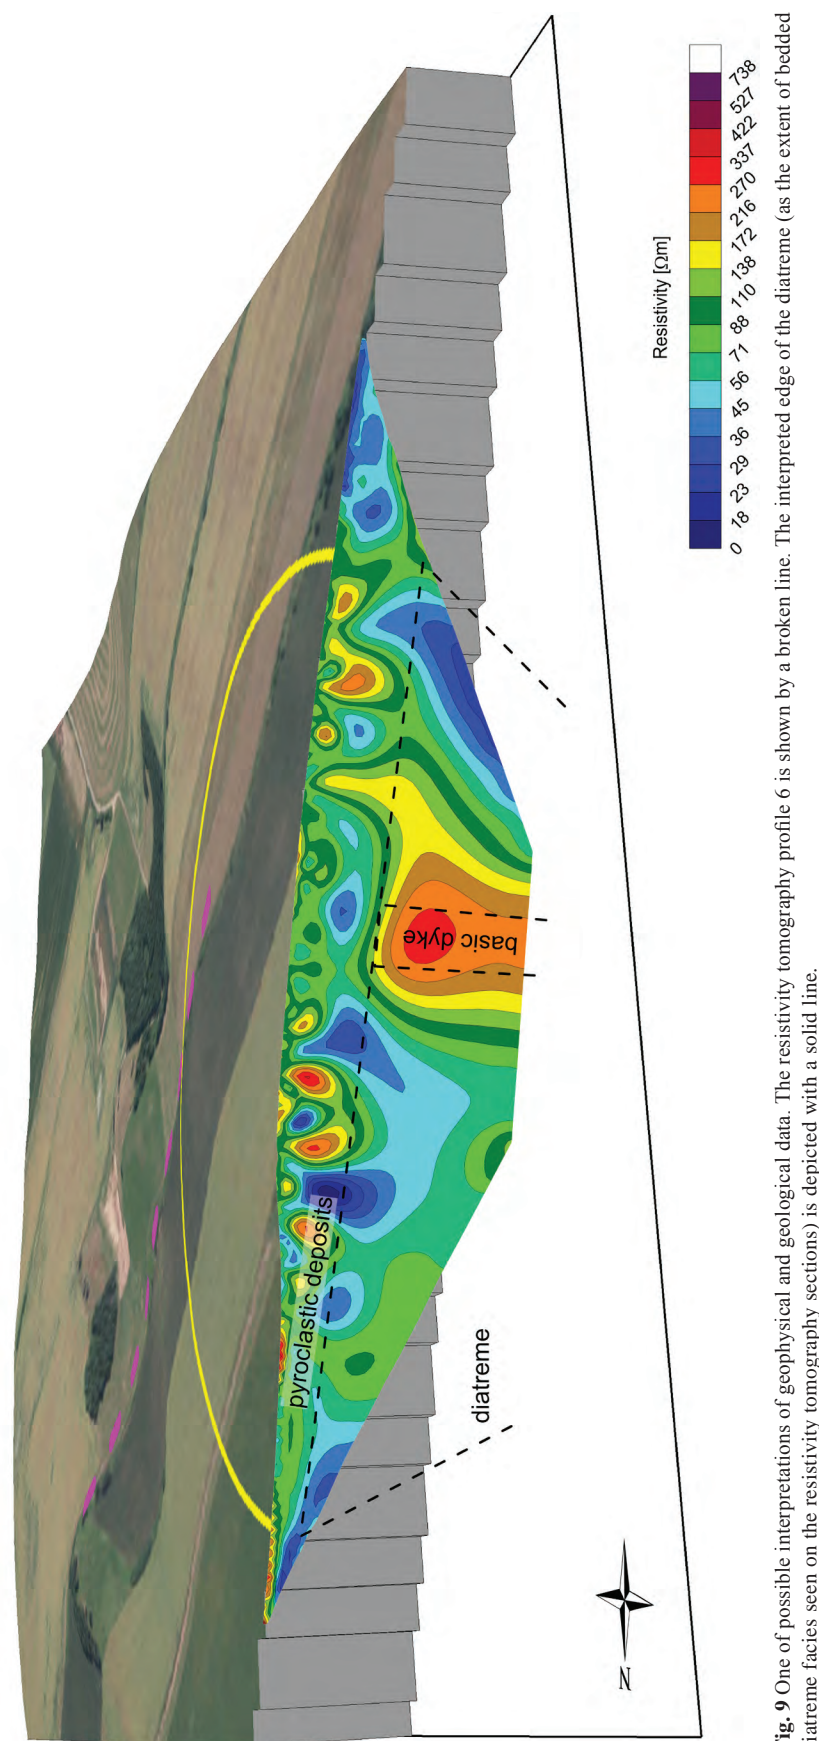 pyroclastic deposits
basic dyke
diatreme
N
Resistivity [Ωm]
0 18 23 29 36 45 56 71 88 110 138 172 216 270 337 422 527 738
ig. 9 One of possible interpretations of geophysical and geological data. The resistivity tomography profile 6 is shown by a broken line. The interpreted edge of the diatreme (as the extent of bedded
iatreme facies seen on the resistivity tomography sections) is depicted with a solid line.